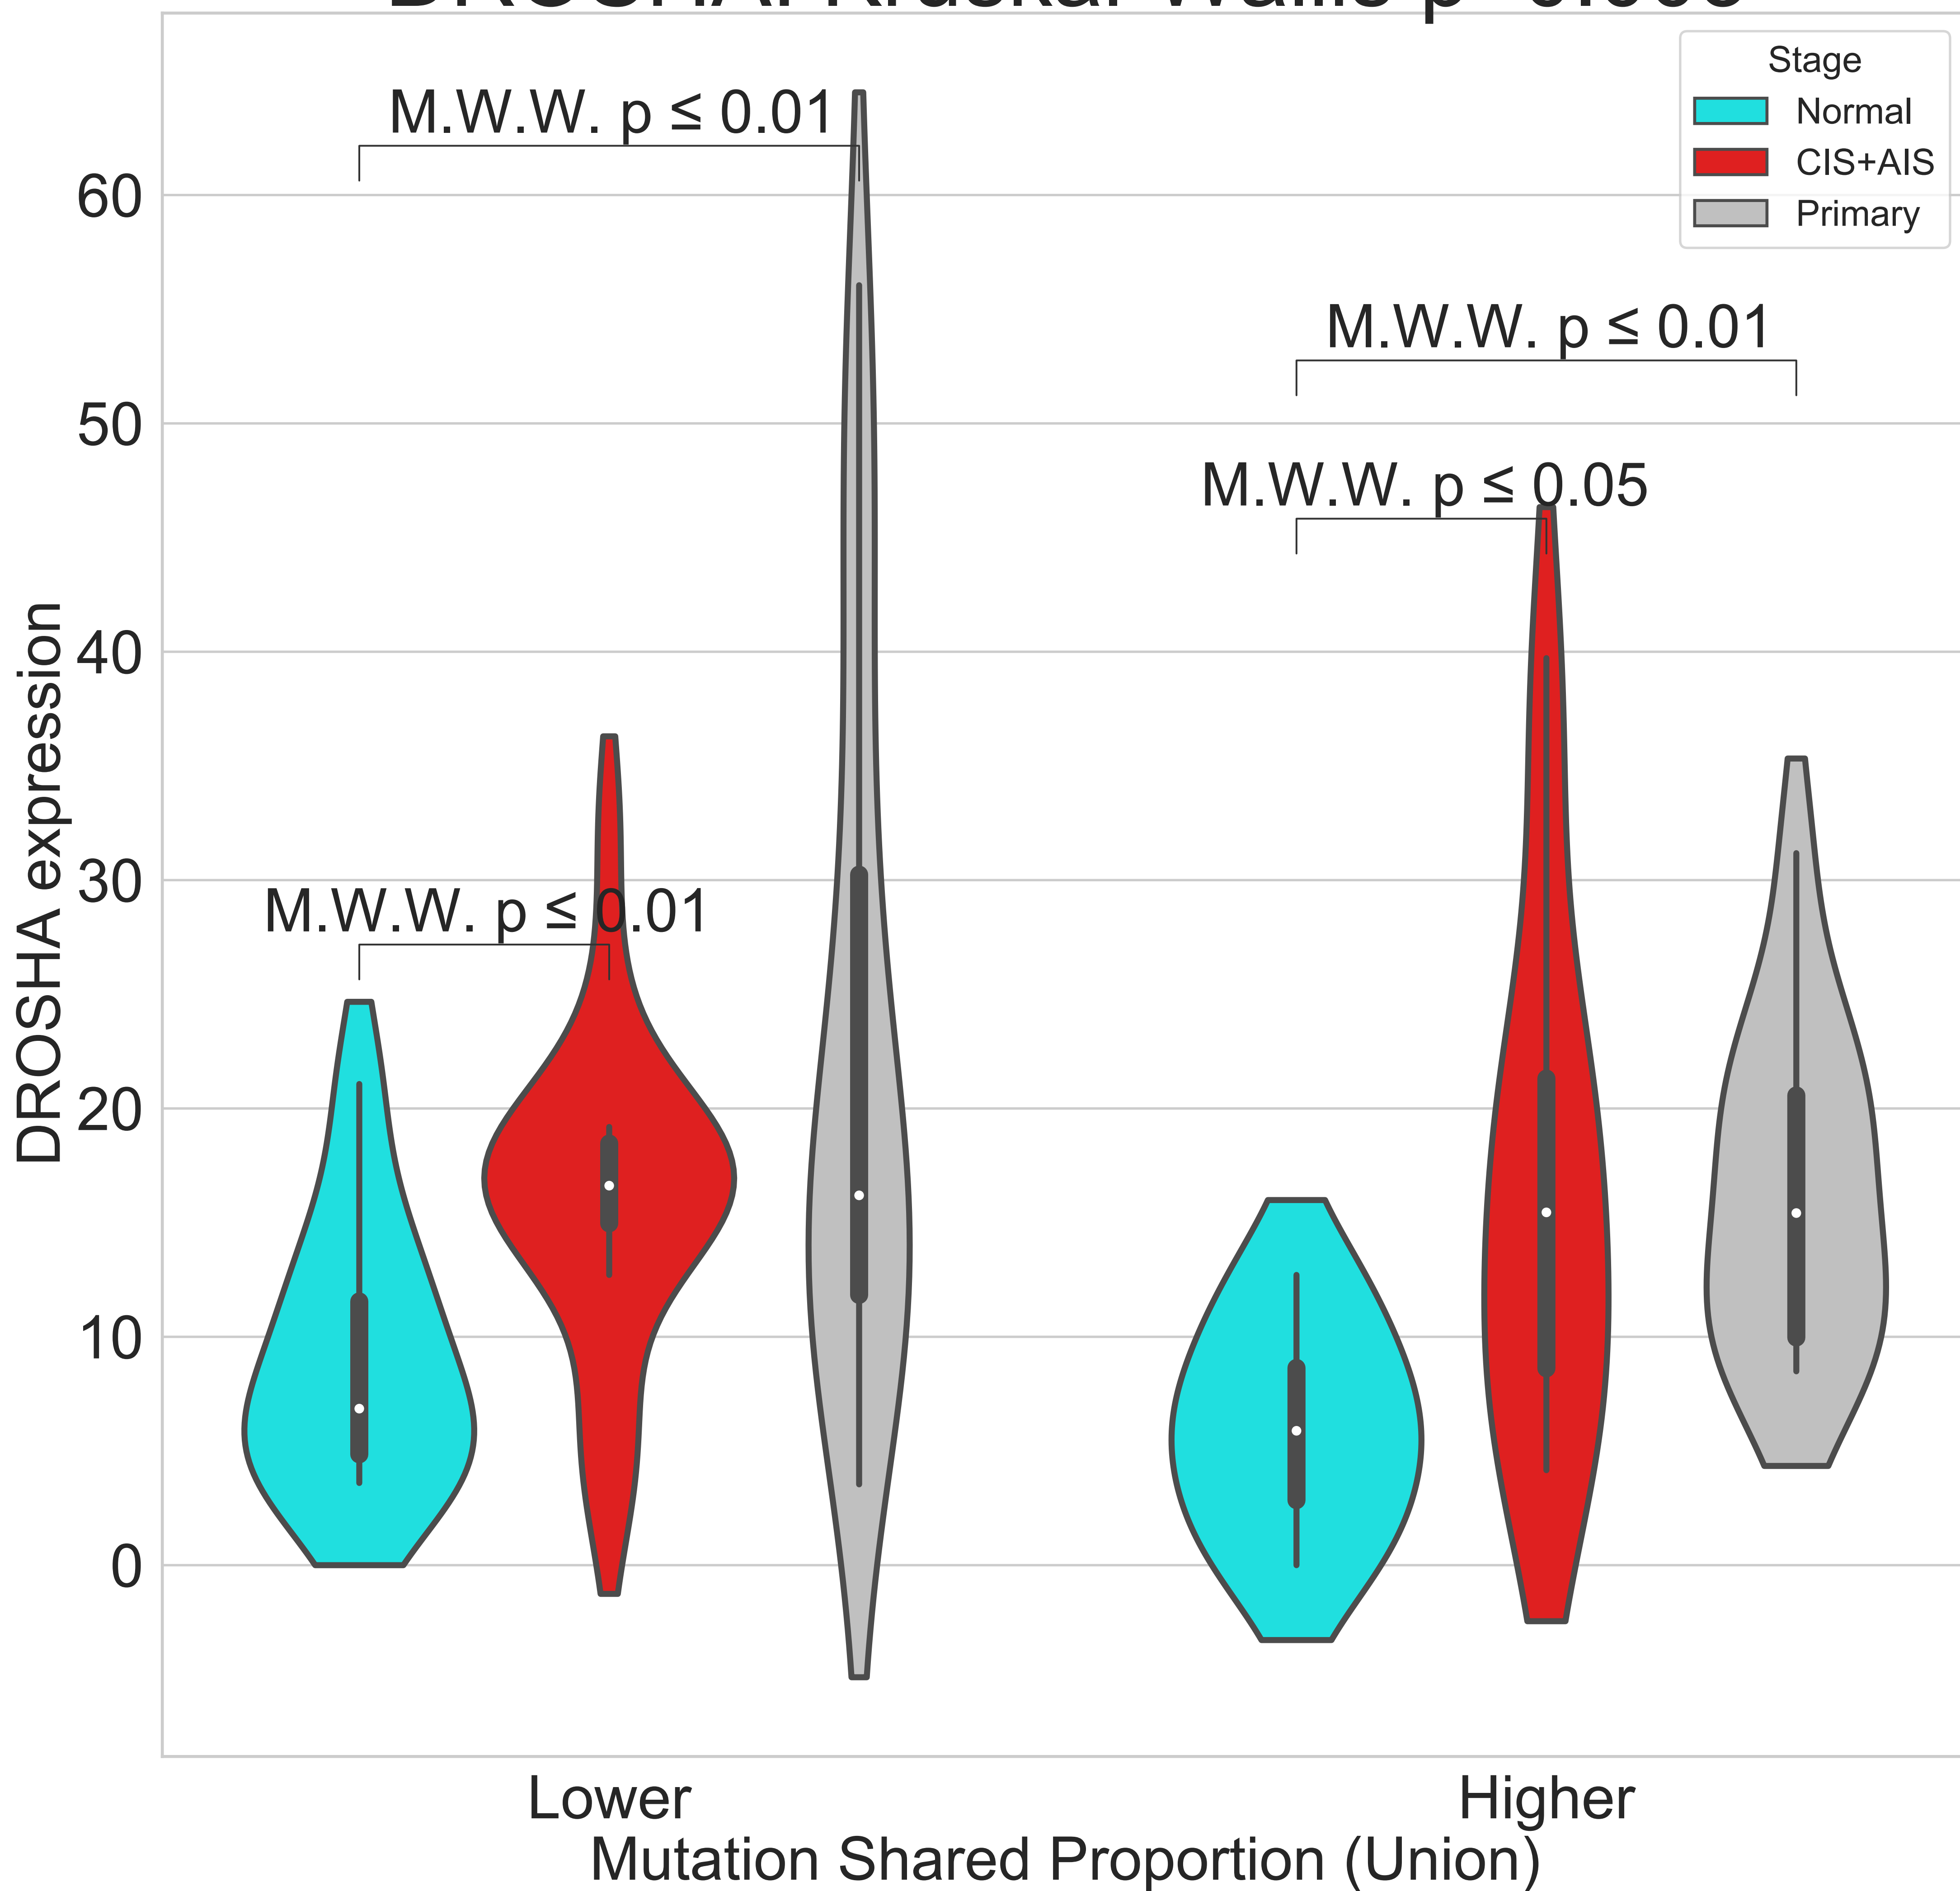 Stage
Normal
CIS+AIS
Primary
M.W.W. p ≤ 0.01
M.W.W. p ≤ 0.01
M.W.W. p ≤ 0.05
M.W.W. p ≤ 0.01
60
50
40
30
20
10
0
DROSHA expression
Lower
Higher
Mutation Shared Proportion (Union)